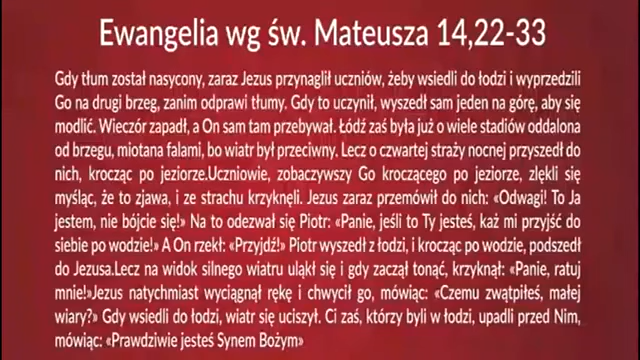 Ewangelia wg św. Mateusza 14,22-33
Gdy tłum został nasycony, zaraz Jezus przynaglił uczniów, żeby wsiedli do łodzi i wyprzedzili
Go na drugi brzeg, zanim odprawi tłumy. Gdy to uczynił, wyszedł sam jeden na górę, aby się
modlić. Wieczór zapadł, a On sam tam przebywał. Łódź zaś była już o wiele stadiów oddalona
od brzegu, miotana falami, bo wiatr był przeciwny. Lecz o czwartej straży nocnej przyszedł do
nich, krocząc po jeziorze.Uczniowie, zobaczywszy Go kroczącego po jeziorze, zlękli się
myśląc, że to zjawa, i ze strachu krzyknęli. Jezus zaraz przemówił do nich: «Odwagi! To Ja
jestem, nie bójcie się!» Na to odezwał się Piotr: «Panie, jeśli to Ty jesteś, każ mi przyjść do
siebie po wodzie!» A On rzekł: «Przyjdź!» Piotr wyszedł z łodzi, i krocząc po wodzie, podszedł
do Jezusa.Lecz na widok silnego wiatru uląkł się i gdy zaczął tonąć, krzyknął: «Panie, ratuj
mnie!»Jezus natychmiast wyciągnął rękę i chwycił go, mówiąc: «Czemu zwątpiłeś, małej
wiary?» Gdy wsiedli do łodzi, wiatr się uciszył. Ci zaś, którzy byli w łodzi, upadli przed Nim,
mówiąc: «Prawdziwie jesteś Synem Bożym»